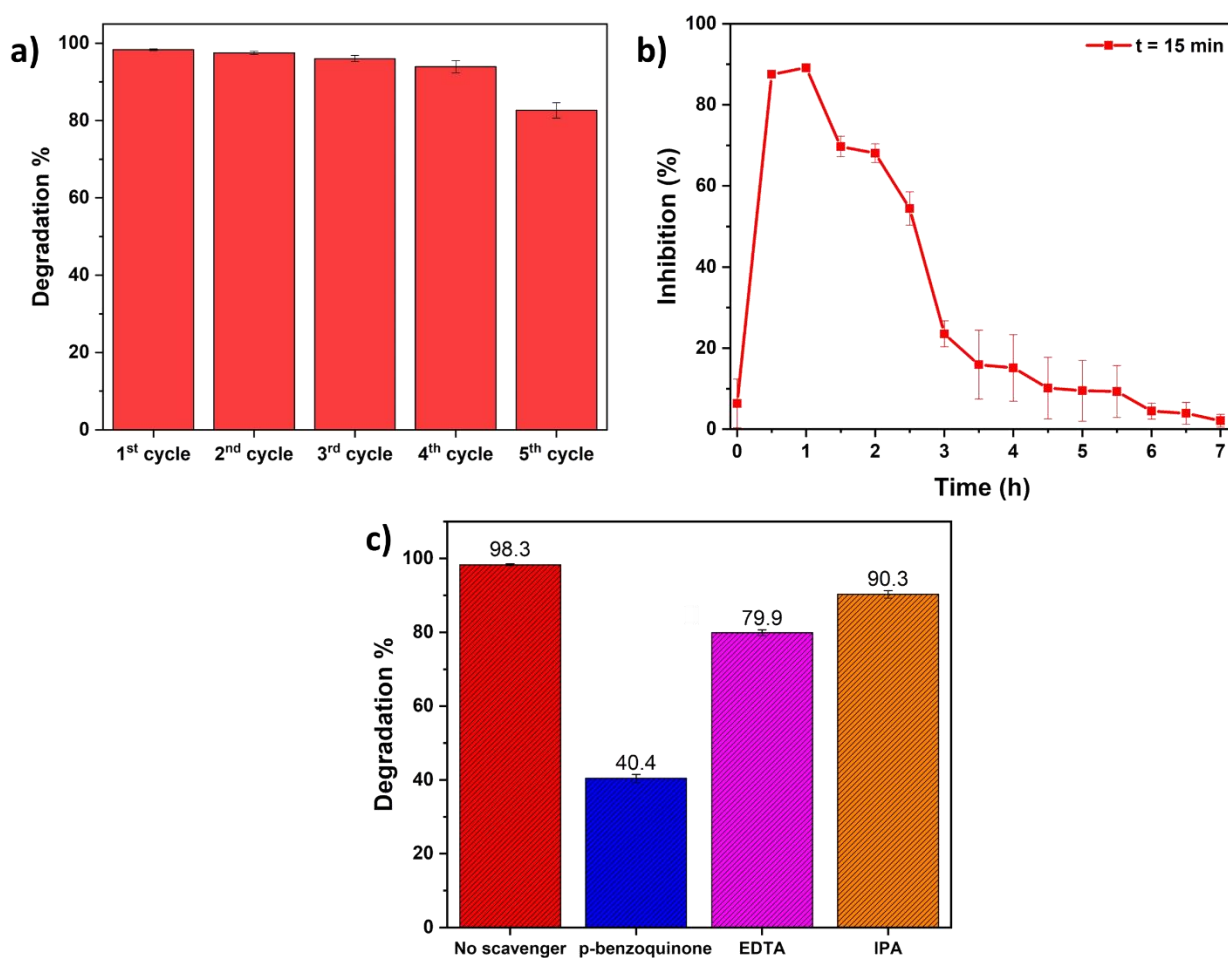 a)
100
80
60
40
20
0
Degradation %
1st cycle 2nd cycle 3rd cycle 4th cycle 5th cycle
b)
t = 15 min
100
80
60
40
20
0
Inhibition (%)
0 1 2 3 4 5 6 7
Time (h)
c)
100
80
60
40
20
0
Degradation %
98.3
40.4
79.9
90.3
No scavenger p-benzoquinone EDTA IPA